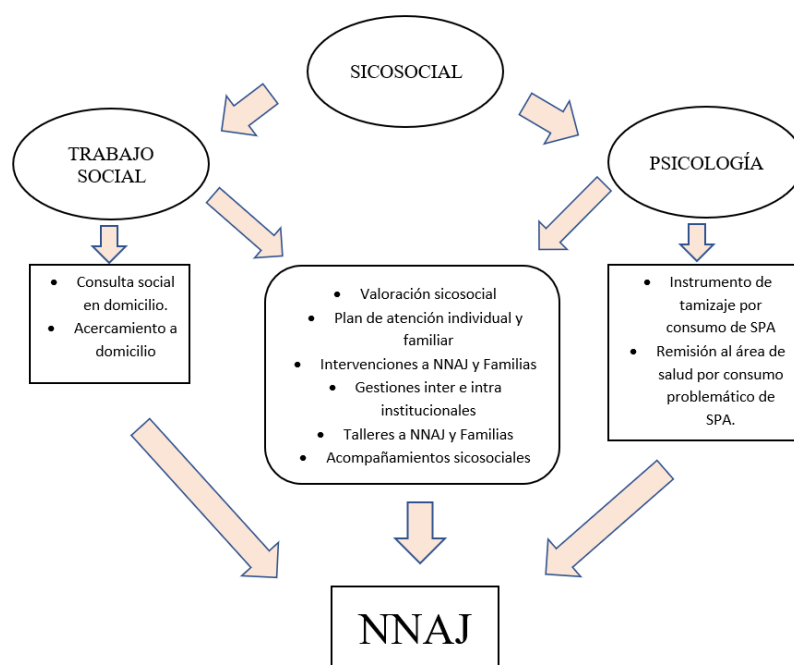 SICOSOCIAL
TRABAJO
SOCIAL
PSICOLOGÍA
• Consulta social
en domicilio.
• Acercamiento a
domicilio
• Valoración sicosocial
• Plan de atención individual y
familiar
• Intervenciones a NNAJ y Familias
• Gestiones inter e intra
institucionales
• Talleres a NNAJ y Familias
• Acompañamientos sicosociales
• Instrumento de
tamizaje por
consumo de SPA
• Remisión al área de
salud por consumo
problemático de
SPA.
NNAJ